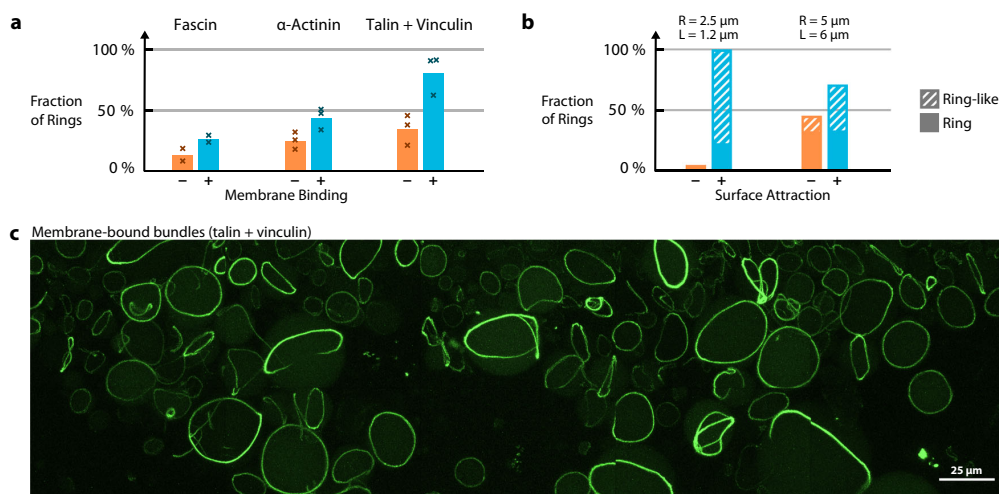 a
Fascin
α-Actinin
Talin + Vinculin
100 %
50 %
0 %
Fraction
of Rings
− + − + − +
Membrane Binding
b
R = 2.5 µm
L = 1.2 µm
R = 5 µm
L = 6 µm
100 %
50 %
0 %
Fraction
of Rings
− + − +
Surface Attraction
Ring-like
Ring
c Membrane-bound bundles (talin + vinculin)
25 µm